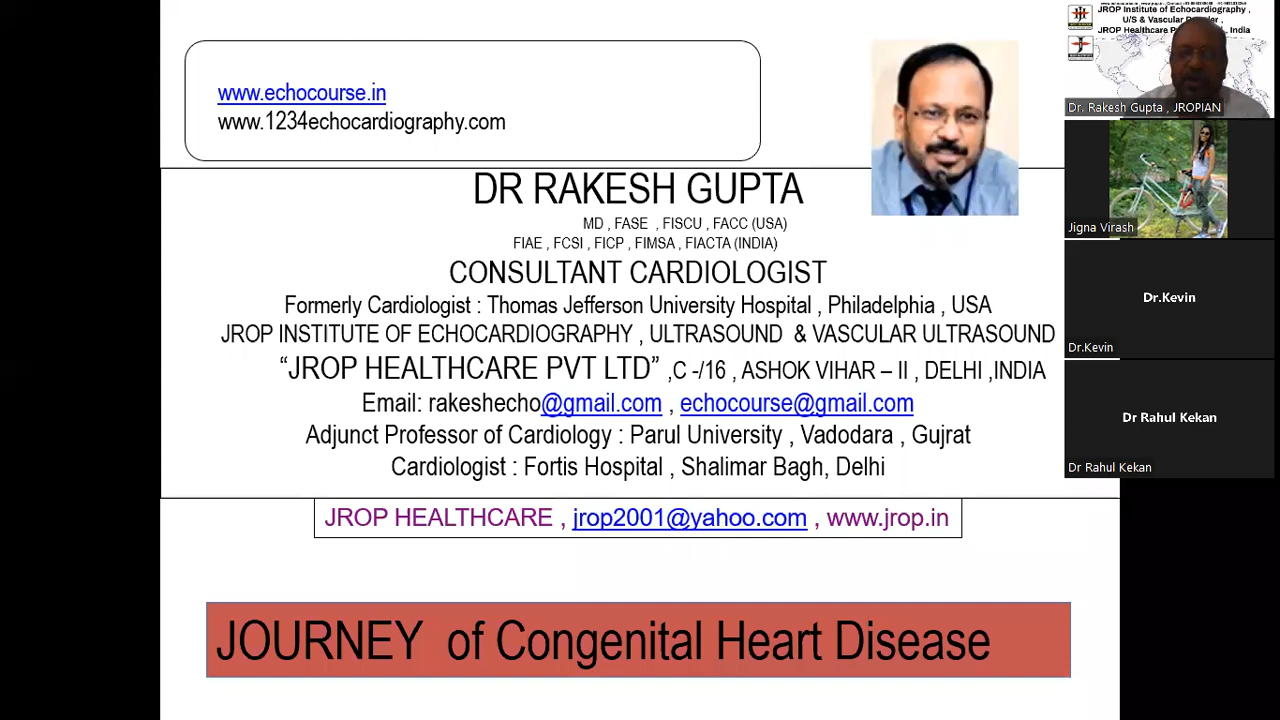 www.echocourse.in
www.1234echocardiography.com
DR RAKESH GUPTA
MD , FASE , FISCU , FACC (USA)
FIAE , FCSI , FICP , FIMSA , FIACTA (INDIA)
CONSULTANT CARDIOLOGIST
Formerly Cardiologist : Thomas Jefferson University Hospital , Philadelphia , USA
JROP INSTITUTE OF ECHOCARDIOGRAPHY , ULTRASOUND & VASCULAR ULTRASOUND
“JROP HEALTHCARE PVT LTD” ,C -/16 , ASHOK VIHAR – II , DELHI ,INDIA
Email: rakeshecho@gmail.com , echocourse@gmail.com
Adjunct Professor of Cardiology : Parul University , Vadodara , Gujrat
Cardiologist : Fortis Hospital , Shalimar Bagh, Delhi
JROP HEALTHCARE , jrop2001@yahoo.com , www.jrop.in
JOURNEY of Congenital Heart Disease
JROP Institute of Echocardiography ,
U/S & Vascular
JROP Healthcare , India
Dr. Rakesh Gupta , JROPIAN
Jigna Virash
Dr.Kevin
Dr.Kevin
Dr Rahul Kekan
Dr Rahul Kekan